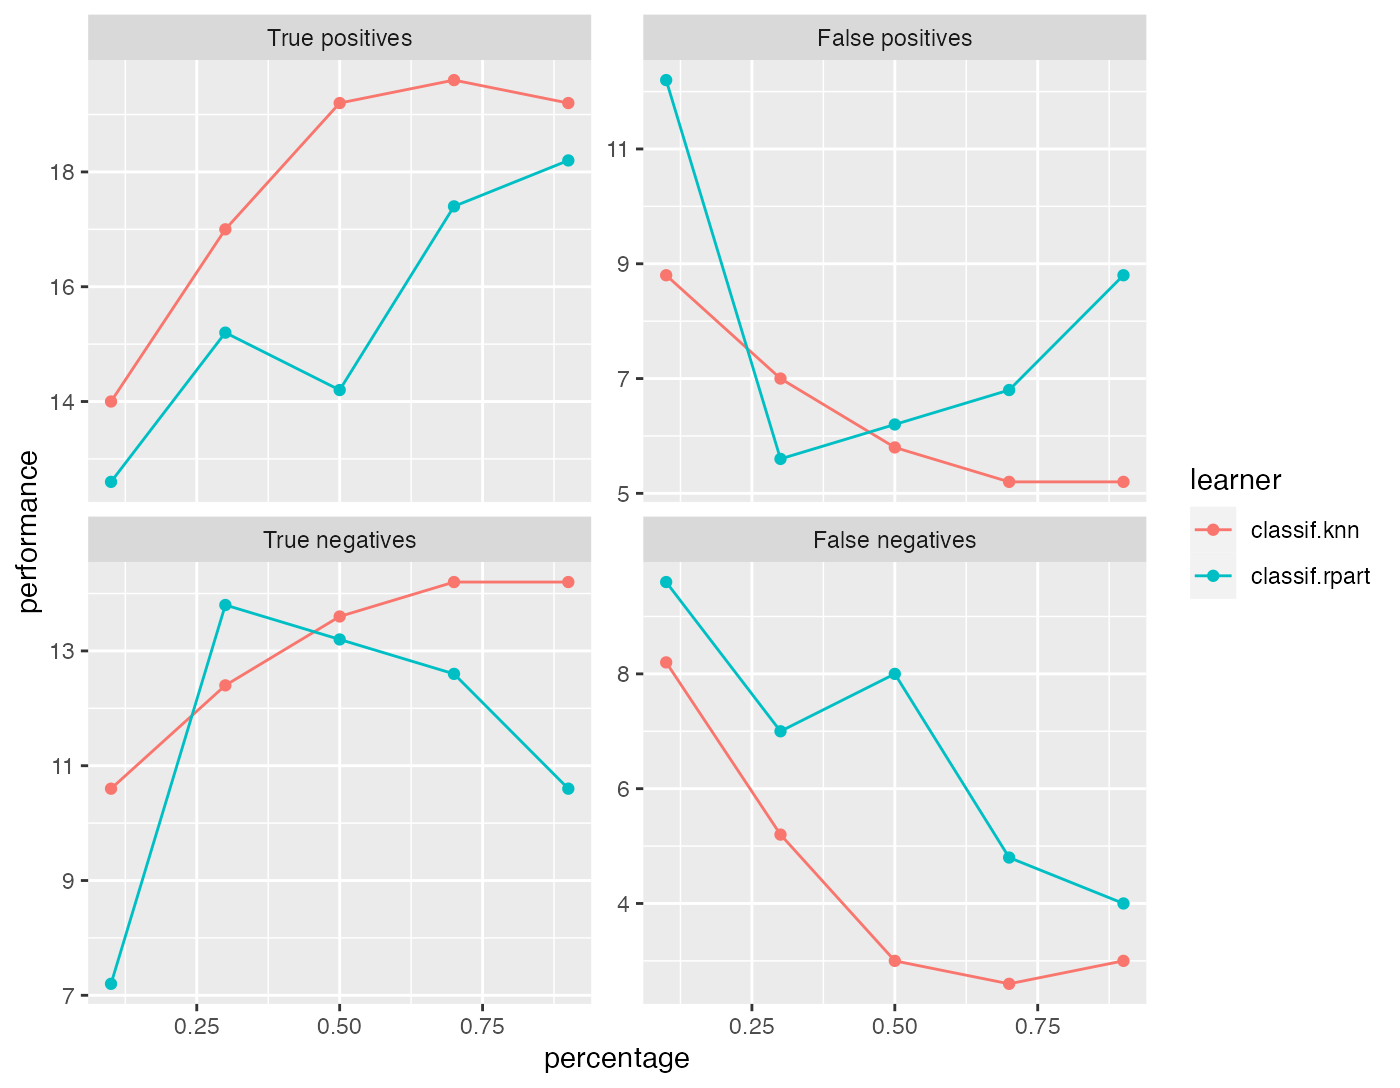 True positives
False positives
18
16
14
11
9
7
5
performance
True negatives
False negatives
13
11
9
7
8
6
4
0.25 0.50 0.75
0.25 0.50 0.75
percentage
learner
classif.knn
classif.rpart